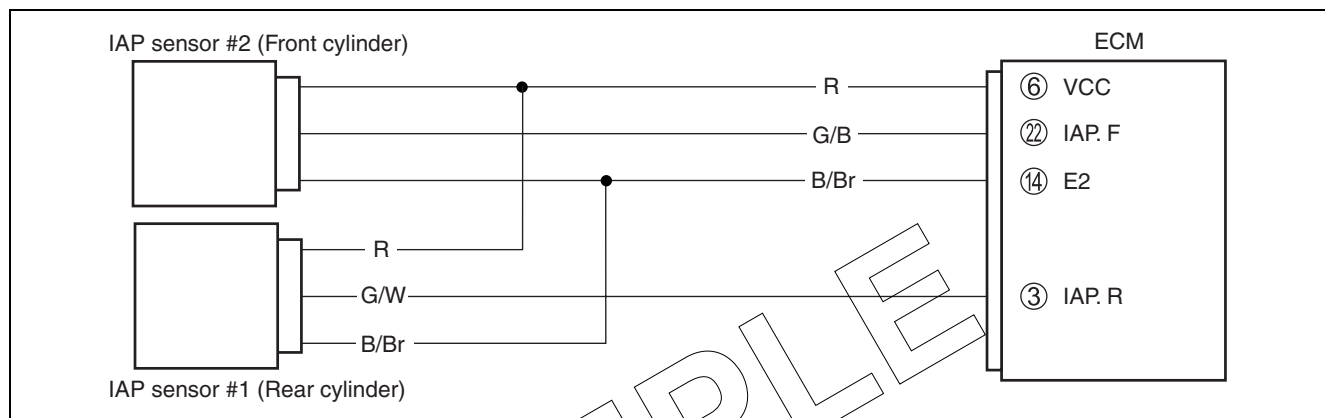 IAP sensor #2 (Front cylinder)
ECM
R
⑥ VCC
G/B
㉒ IAP. F
B/Br
⑭ E2
R
G/W
③ IAP. R
B/Br
IAP sensor #1 (Rear cylinder)